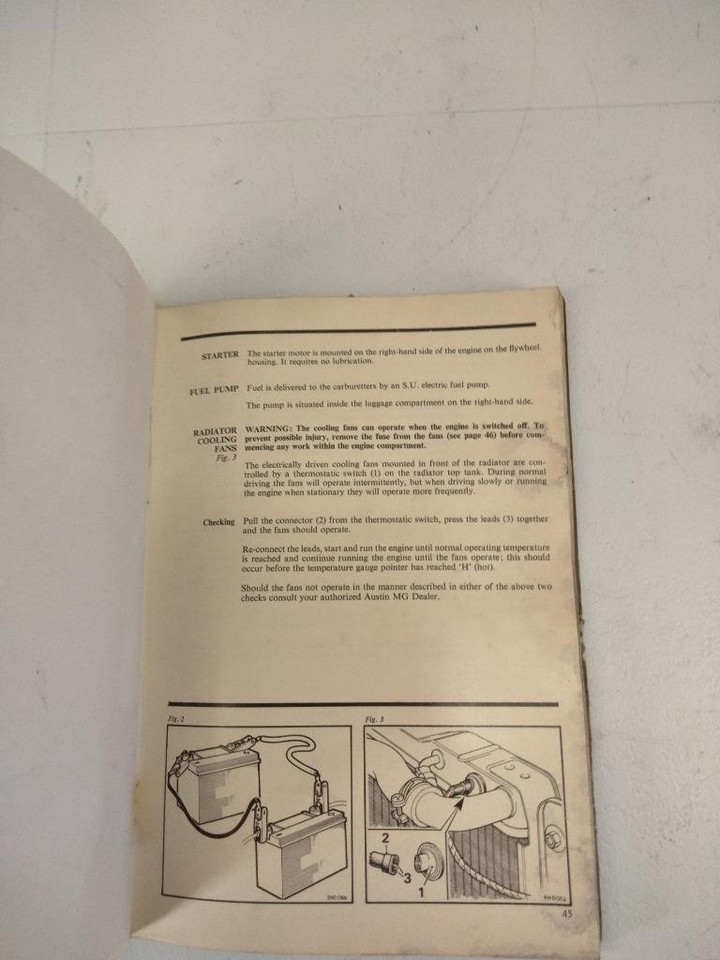 STARTER The starter motor is mounted on the right-hand side of the engine on the flywheel
housing. It requires no lubrication.
FUEL PUMP Fuel is delivered to the carburetters by an S.U. electric fuel pump.
The pump is situated inside the luggage compartment on the right-hand side.
RADIATOR WARNING: The cooling fans can operate when the engine is switched off. To
COOLING prevent possible injury, remove the fuse from the fans (see page 46) before com-
FANS mencing any work within the engine compartment.
Fig. 3
The electrically driven cooling fans mounted in front of the radiator are con-
trolled by a thermostatic switch (1) on the radiator top tank. During normal
driving the fans will operate intermittently, but when driving slowly or running
the engine when stationary they will operate more frequently.
Checking Pull the connector (2) from the thermostatic switch, press the leads (3) together
and the fans should operate.
Re-connect the leads, start and run the engine until normal operating temperature
is reached and continue running the engine until the fans operate; this should
occur before the temperature gauge pointer has reached 'H' (hot).
Should the fans not operate in the manner described in either of the above two
checks consult your authorized Austin MG Dealer.
Fig. 2
Fig. 3
2
3
1
45